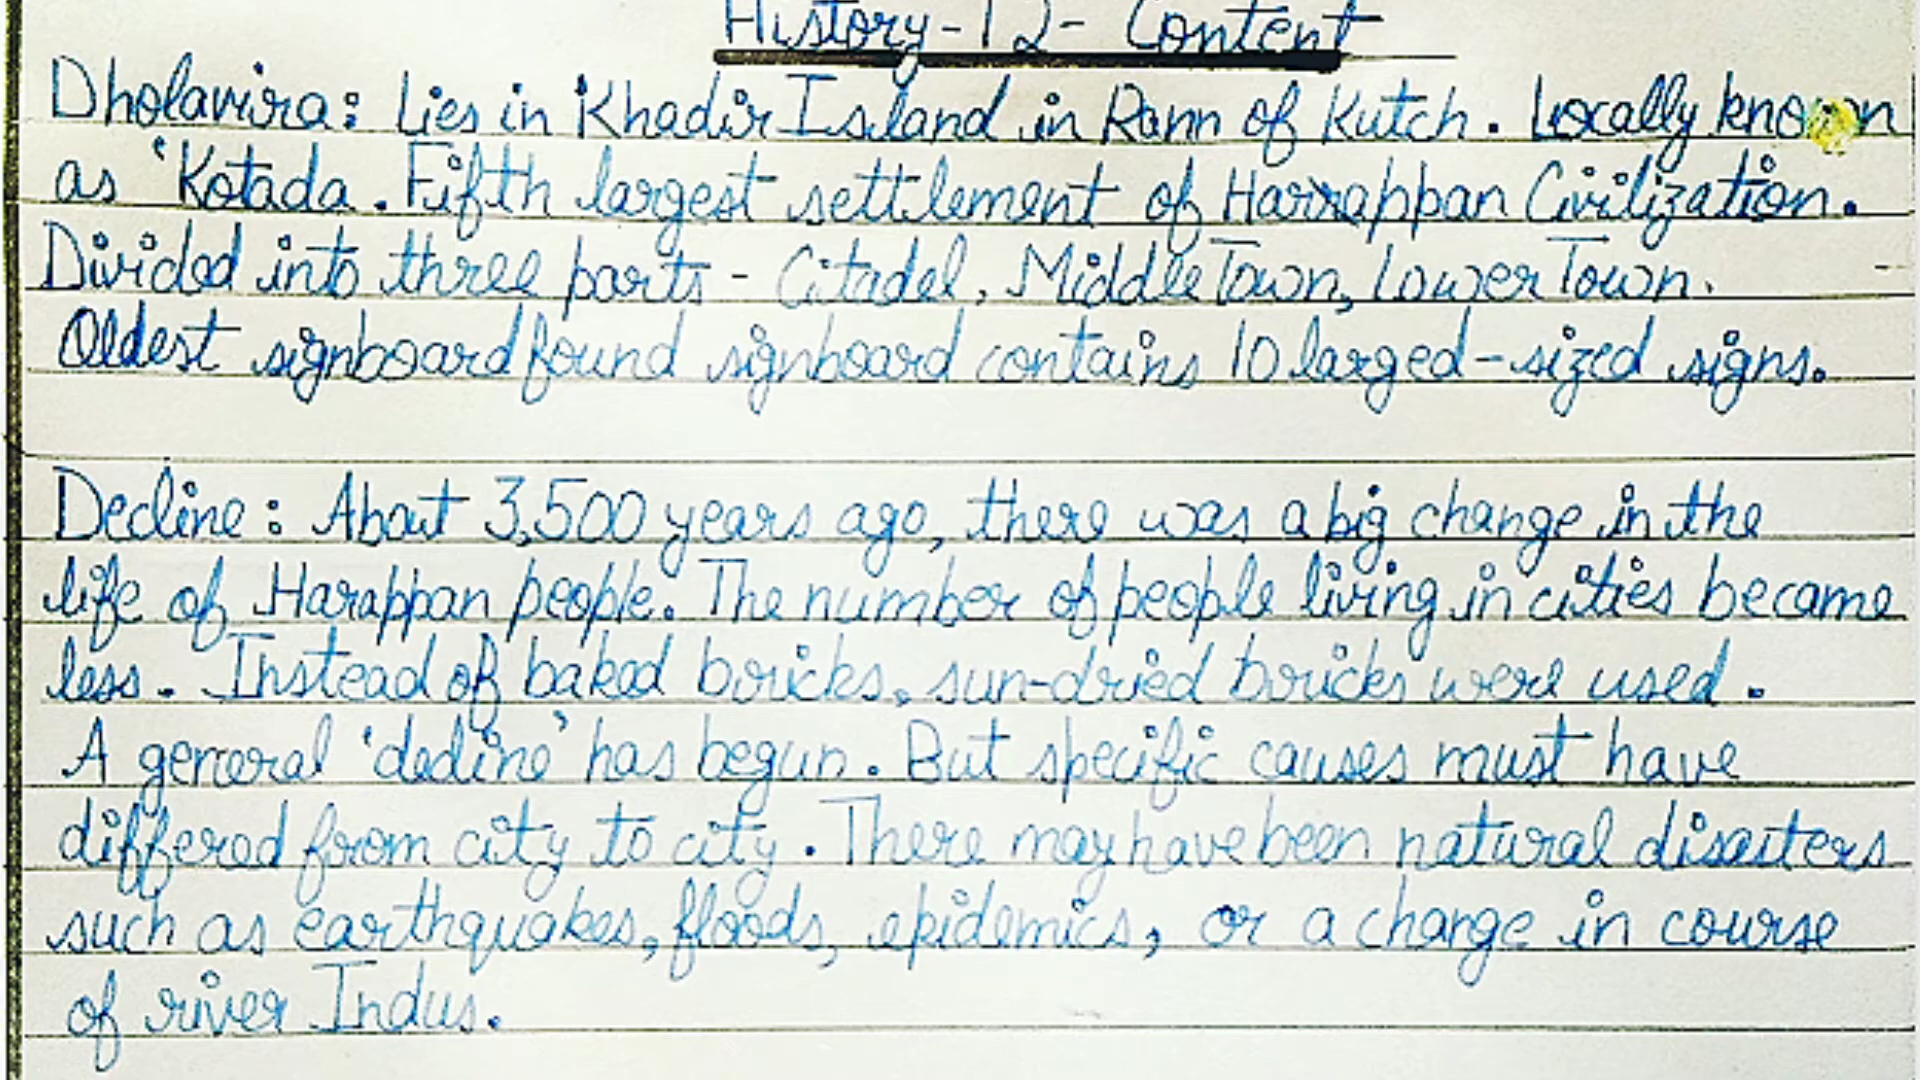 History-12- Content
Dholavira: Lies in Khadir Island in Rann of Kutch. Locally known
as 'Kotada. Fifth largest settlement of Harrappan Civilization.
Divided into three parts - Citadel, Middle Town, Lower Town.
Oldest signboard found signboard contains 10 larged-sized signs.
Decline: About 3,500 years ago, there was a big change in the
life of Harappan people. The number of people living in cities became
less. Instead of baked bricks, sun-dried bricks were used.
A general 'decline' has begun. But specific causes must have
differed from city to city. There may have been natural disasters
such as earthquakes, floods, epidemics, or a change in course
of river Indus.